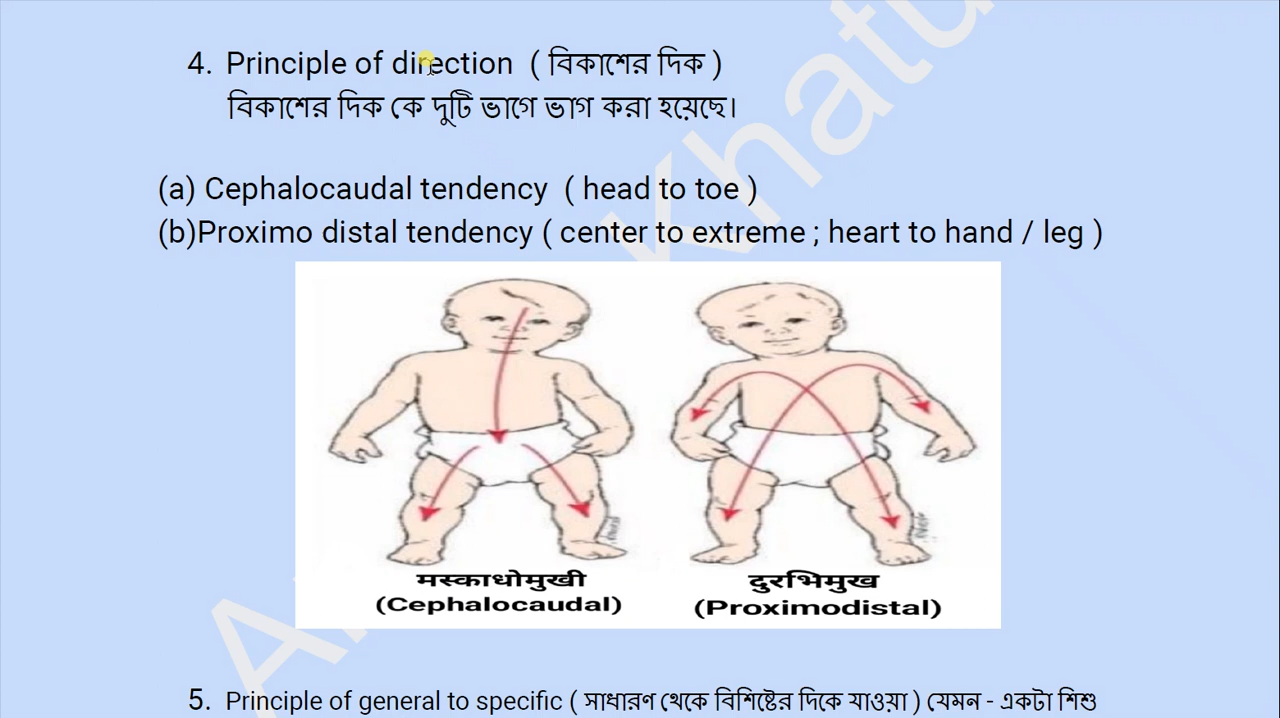 4. Principle of direction ( বিকাশের দিক )
বিকাশের দিক কে দুটি ভাগে ভাগ করা হয়েছে।
(a) Cephalocaudal tendency ( head to toe )
(b)Proximo distal tendency ( center to extreme ; heart to hand / leg )
मस्काधोमुखी
(Cephalocaudal)
दुरभिमुख
(Proximodistal)
5. Principle of general to specific ( সাধারণ থেকে বিশিষ্টের দিকে যাওয়া ) যেমন - একটা শিশু
Khatu